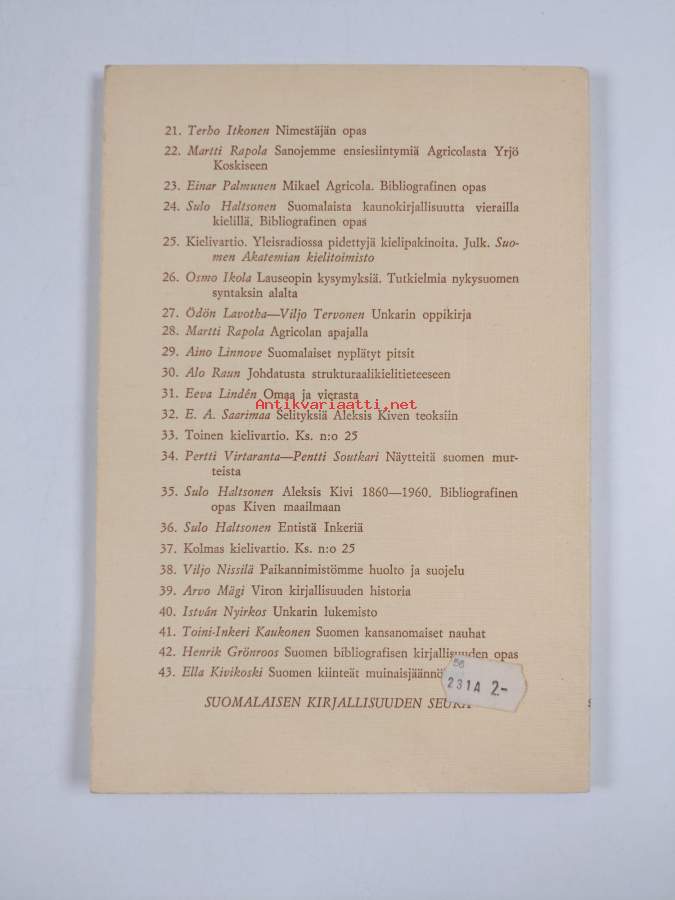 21. Terho Itkonen Nimestäjän opas
22. Martti Rapola Sanojemme ensiesiintymiä Agricolasta Yrjö
Koskiseen
23. Einar Palmunen Mikael Agricola. Bibliografinen opas
24. Sulo Haltsonen Suomalaista kaunokirjallisuutta vierailla
kielillä. Bibliografinen opas
25. Kielivartio. Yleisradiossa pidettyjä kielipakinoita. Julk. Suo-
men Akatemian kielitoimisto
26. Osmo Ikola Lauseopin kysymyksiä. Tutkielmia nykysuomen
syntaksin alalta
27. Ödön Lavotha—Viljo Tervonen Unkarin oppikirja
28. Martti Rapola Agricolan apajalla
29. Aino Linnove Suomalaiset nyplätyt pitsit
30. Alo Raun Johdatusta strukturaalikielitieteeseen
31. Eeva Lindén Omaa ja vierasta
Antikvariaatti.net
32. E. A. Saarimaa Selityksiä Aleksis Kiven teoksiin
33. Toinen kielivartio. Ks. n:o 25
34. Pertti Virtaranta—Pentti Soutkari Näytteitä suomen mur-
teista
35. Sulo Haltsonen Aleksis Kivi 1860—1960. Bibliografinen
opas Kiven maailmaan
36. Sulo Haltsonen Entistä Inkeriä
37. Kolmas kielivartio. Ks. n:o 25
38. Viljo Nissilä Paikannimistömme huolto ja suojelu
39. Arvo Mägi Viron kirjallisuuden historia
40. István Nyirkos Unkarin lukemisto
41. Toini-Inkeri Kaukonen Suomen kansanomaiset nauhat
42. Henrik Grönroos Suomen bibliografisen kirjallisuuden opas
43. Ella Kivikoski Suomen kiinteät muinaisjäännö
56
231A 2-
SUOMALAISEN KIRJALLISUUDEN SEURA